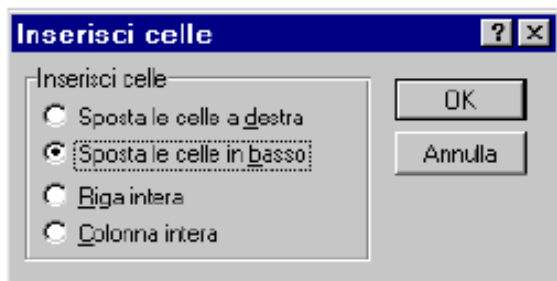 Inserisci celle
Inserisci celle
Sposta le celle a destra
Sposta le celle in basso
Riga intera
Colonna intera
OK
Annulla